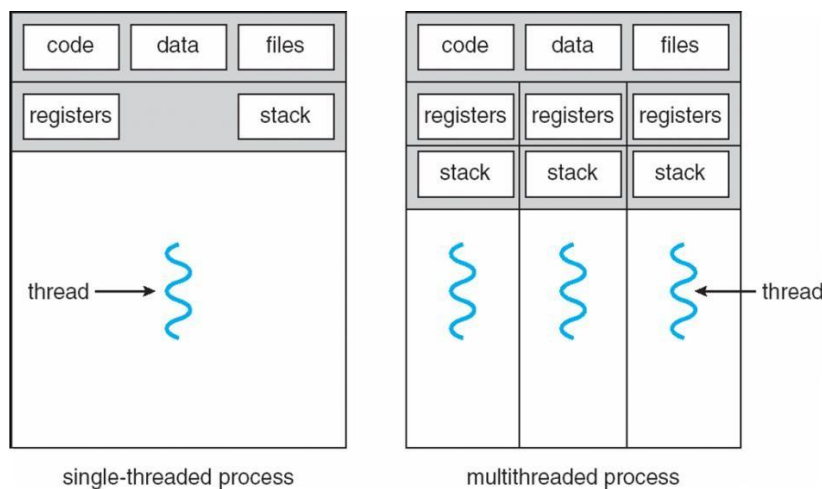 code data files
registers stack
thread
single-threaded process
code data files
registers registers registers
stack stack stack
thread
multithreaded process